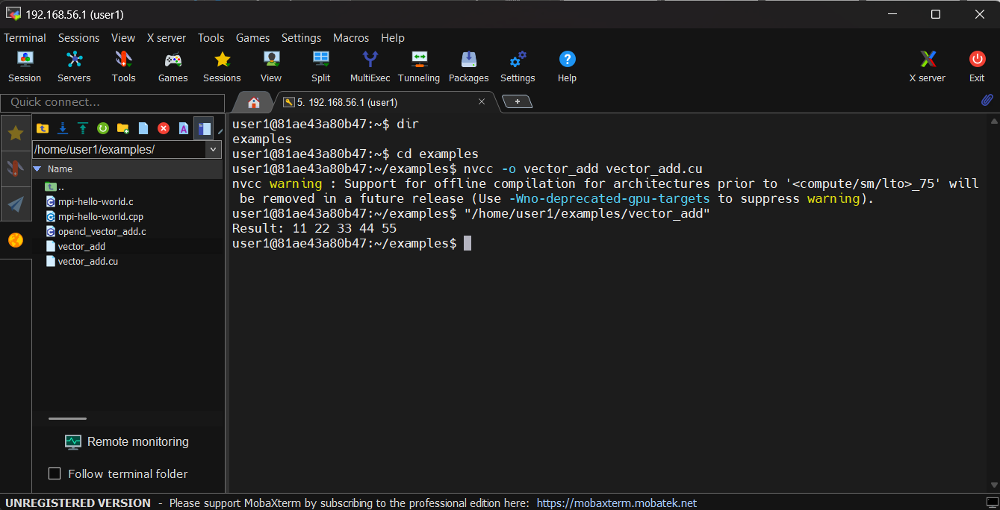 192.168.56.1 (user1)
Terminal Sessions View X server Tools Games Settings Macros Help
Session Servers Tools Games Sessions View Split MultiExec Tunneling Packages Settings Help X server Exit
Quick connect...
5. 192.168.56.1 (user1)
/home/user1/examples/
Name
..
mpi-hello-world.c
mpi-hello-world.cpp
opencl_vector_add.c
vector_add
vector_add.cu
Remote monitoring
Follow terminal folder
user1@81ae43a80b47:~$ dir
examples
user1@81ae43a80b47:~$ cd examples
user1@81ae43a80b47:~/examples$ nvcc -o vector_add vector_add.cu
nvcc warning : Support for offline compilation for architectures prior to '<compute/sm/lto>_75' will
be removed in a future release (Use -Wno-deprecated-gpu-targets to suppress warning).
user1@81ae43a80b47:~/examples$ "/home/user1/examples/vector_add"
Result: 11 22 33 44 55
user1@81ae43a80b47:~/examples$
UNREGISTERED VERSION - Please support MobaXterm by subscribing to the professional edition here: https://mobaxterm.mobatek.net